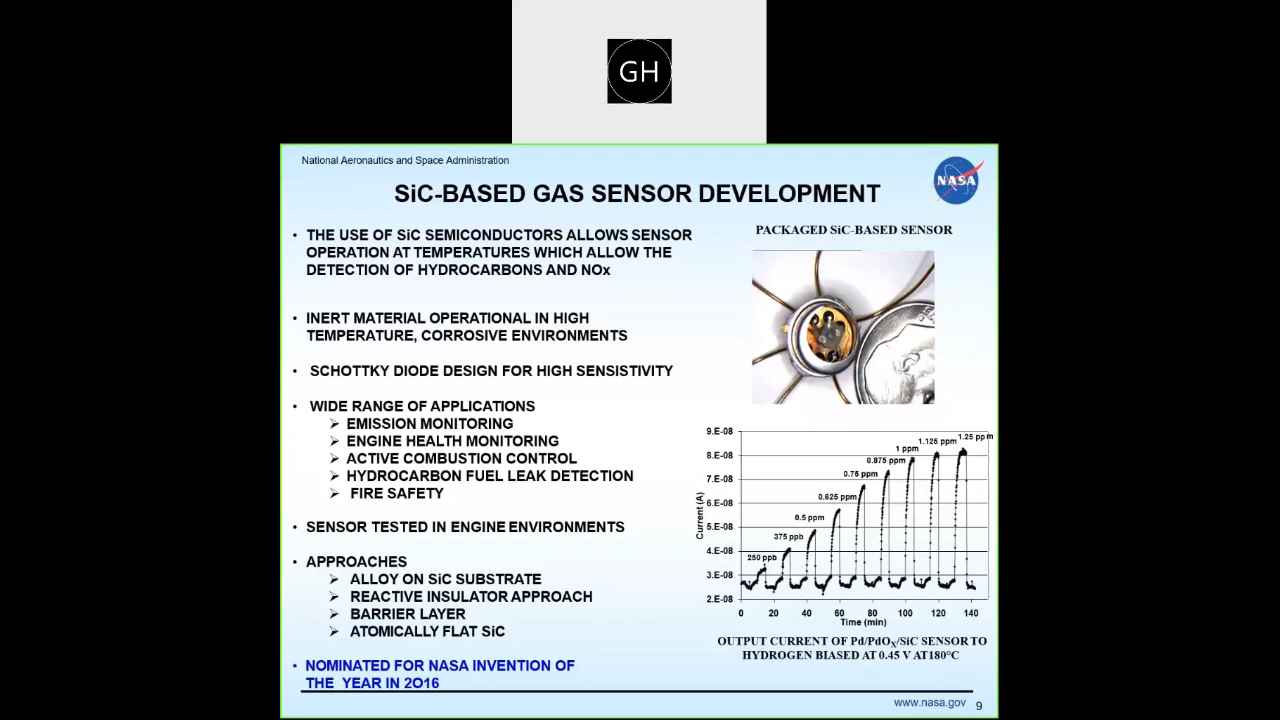 GH
National Aeronautics and Space Administration
NASA
SiC-BASED GAS SENSOR DEVELOPMENT
• THE USE OF SiC SEMICONDUCTORS ALLOWS SENSOR
OPERATION AT TEMPERATURES WHICH ALLOW THE
DETECTION OF HYDROCARBONS AND NOx
• INERT MATERIAL OPERATIONAL IN HIGH
TEMPERATURE, CORROSIVE ENVIRONMENTS
• SCHOTTKY DIODE DESIGN FOR HIGH SENSISTIVITY
• WIDE RANGE OF APPLICATIONS
➢ EMISSION MONITORING
➢ ENGINE HEALTH MONITORING
➢ ACTIVE COMBUSTION CONTROL
➢ HYDROCARBON FUEL LEAK DETECTION
➢ FIRE SAFETY
• SENSOR TESTED IN ENGINE ENVIRONMENTS
• APPROACHES
➢ ALLOY ON SiC SUBSTRATE
➢ REACTIVE INSULATOR APPROACH
➢ BARRIER LAYER
➢ ATOMICALLY FLAT SiC
• NOMINATED FOR NASA INVENTION OF
THE YEAR IN 2O16
PACKAGED SiC-BASED SENSOR
9.E-08
8.E-08
7.E-08
6.E-08
5.E-08
4.E-08
3.E-08
2.E-08
Current (A)
250 ppb
375 ppb
0.5 ppm
0.625 ppm
0.75 ppm
0.875 ppm
1 ppm
1.125 ppm
1.25 ppm
0 20 40 60 80 100 120 140
Time (min)
OUTPUT CURRENT OF Pd/PdOX/SiC SENSOR TO
HYDROGEN BIASED AT 0.45 V AT180°C
www.nasa.gov 9